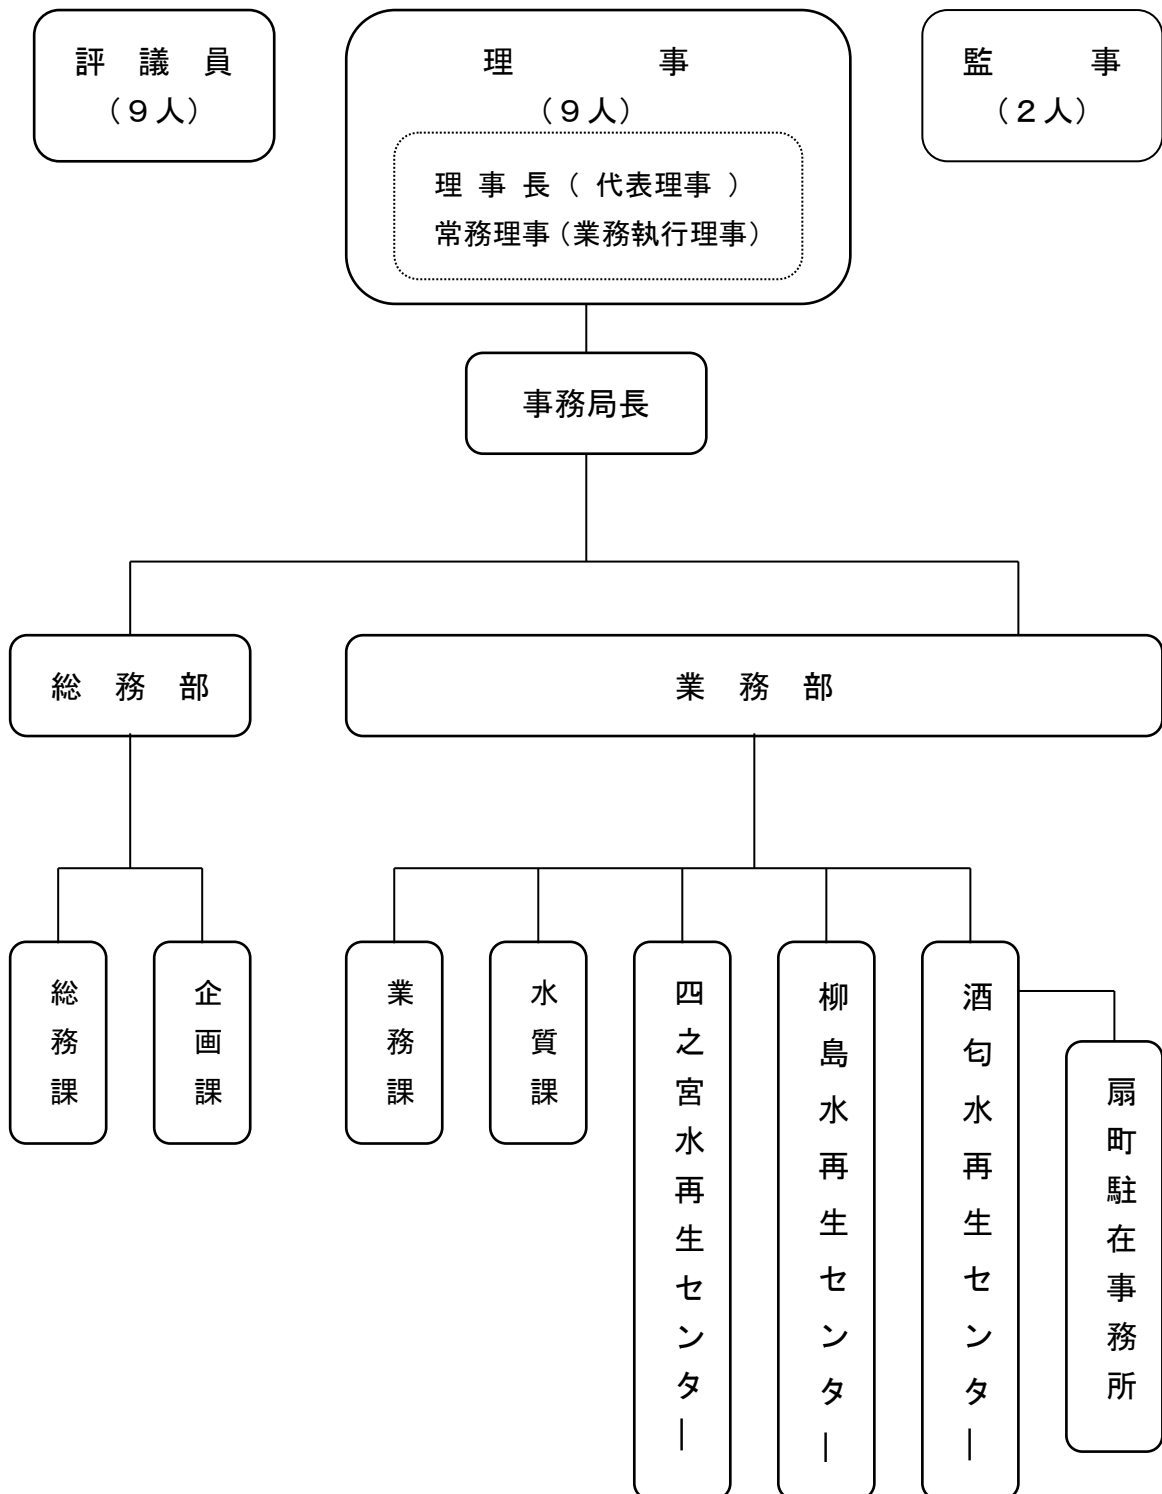 評　議　員
（９人）
理　　　　事
（９人）
理 事 長（ 代表理事 ）
常務理事（業務執行理事）
監　　　事
（２人）
事務局長
総　務　部
業　務　部
総務課
企画課
業務課
水質課
四之宮水再生センター
柳島水再生センター
酒匂水再生センター
扇町駐在事務所